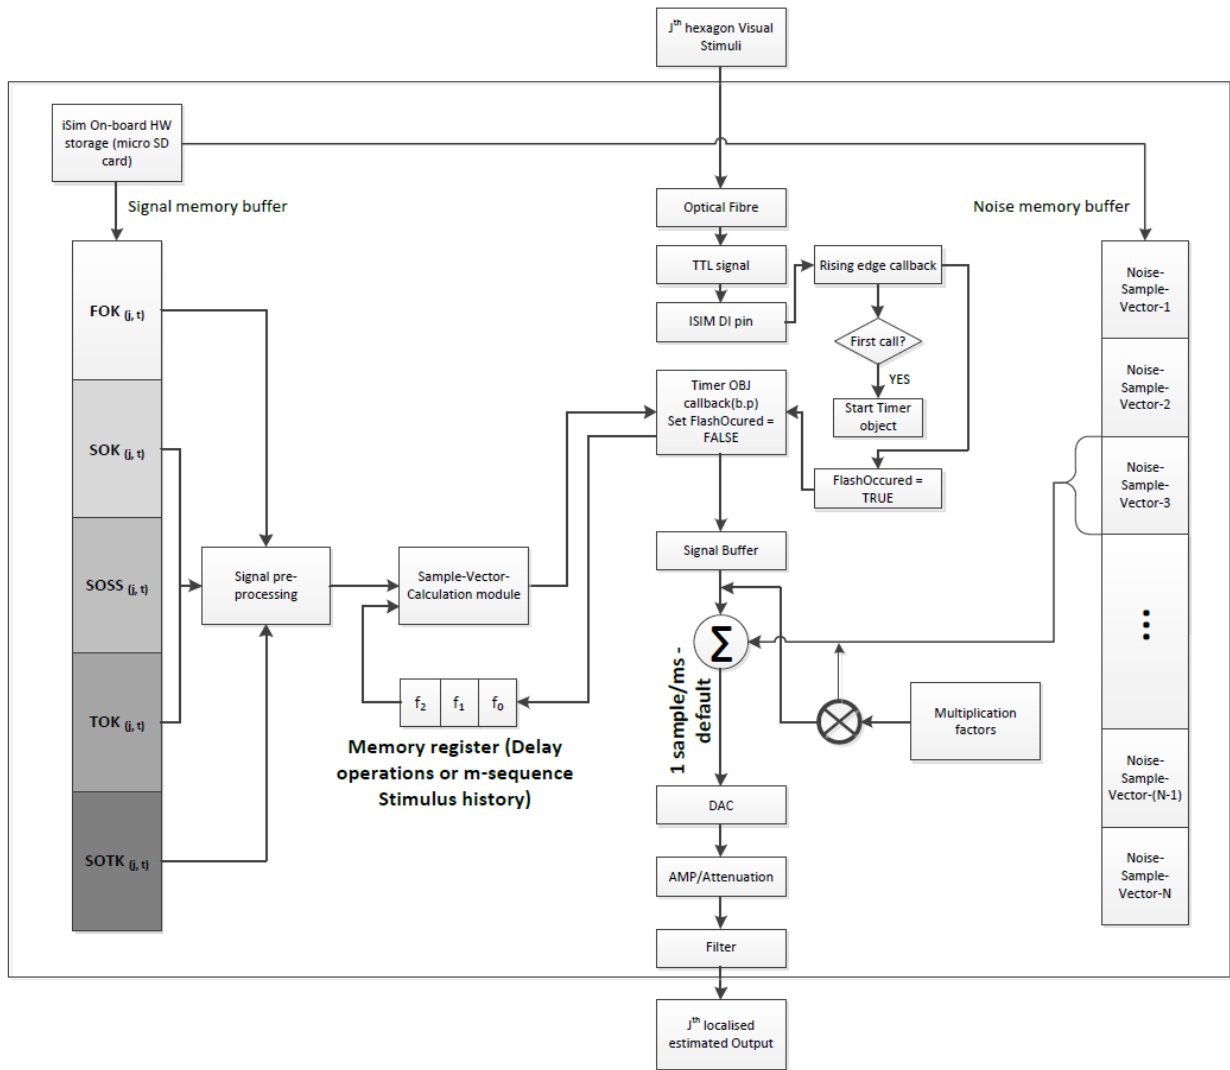 Jth hexagon Visual
Stimuli
iSim On-board HW
storage (micro SD
card)
Signal memory buffer
Noise memory buffer
Optical Fibre
TTL signal
ISIM DI pin
Rising edge callback
First call?
YES
Start Timer
object
FlashOccured =
TRUE
Timer OBJ
callback(b.p)
Set FlashOcured =
FALSE
FOK (j, t)
SOK (j, t)
SOSS (j, t)
TOK (j, t)
SOTK (j, t)
Signal pre-
processing
Sample-Vector-
Calculation module
f2 f1 f0
Memory register (Delay
operations or m-sequence
Stimulus history)
Signal Buffer
Σ
1 sample/ms -
default
Multiplication
factors
DAC
AMP/Attenuation
Filter
Jth localised
estimated Output
Noise-
Sample-
Vector-1
Noise-
Sample-
Vector-2
Noise-
Sample-
Vector-3
...
Noise-
Sample-
Vector-(N-1)
Noise-
Sample-
Vector-N